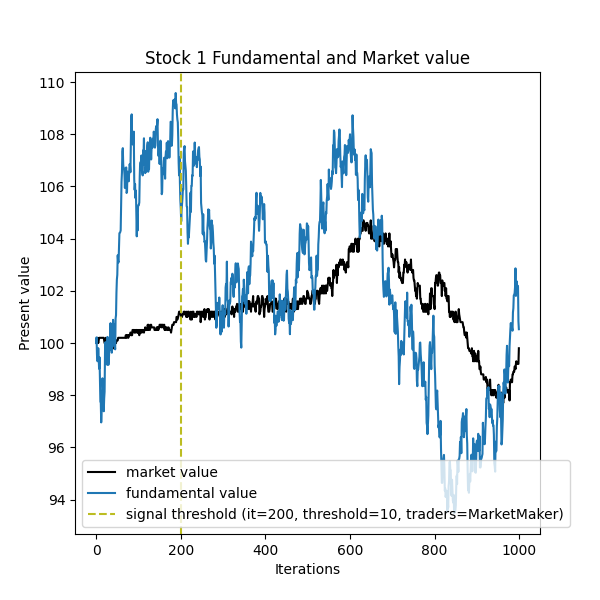 Stock 1 Fundamental and Market value
Present value
110
108
106
104
102
100
98
96
94
market value
fundamental value
signal threshold (it=200, threshold=10, traders=MarketMaker)
0 200 400 600 800 1000
Iterations